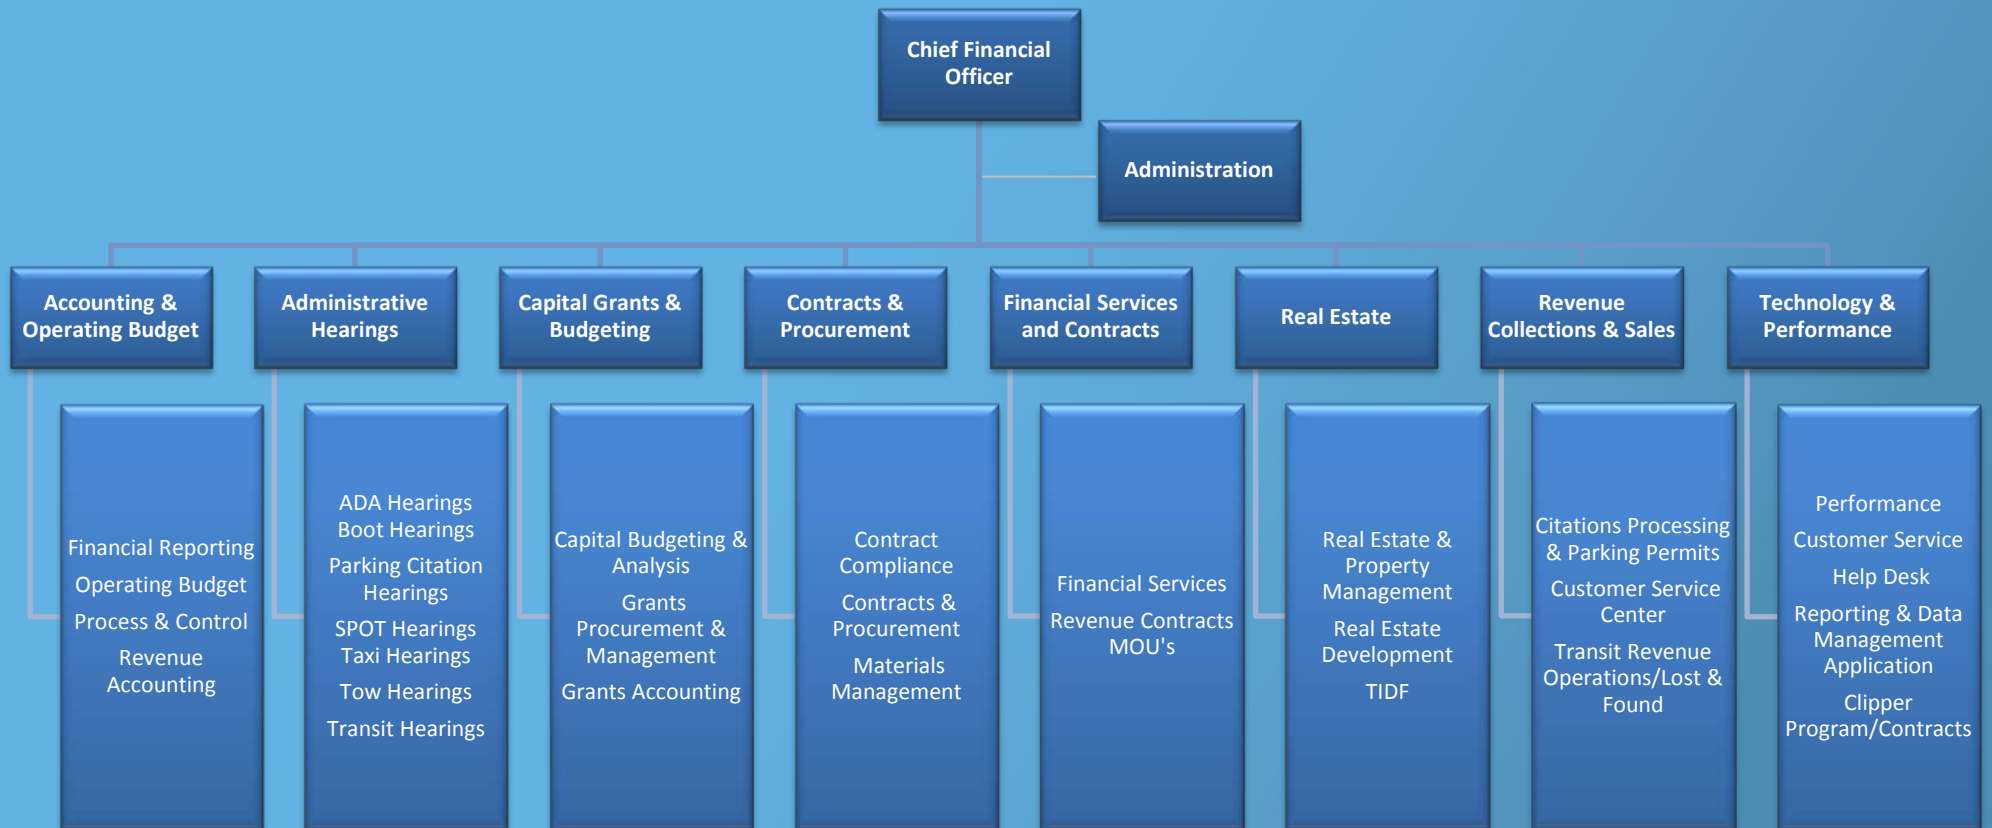 Chief Financial
Officer
Administration
Accounting &
Operating Budget
Administrative
Hearings
Capital Grants &
Budgeting
Contracts &
Procurement
Financial Services
and Contracts
Real Estate
Revenue
Collections & Sales
Technology &
Performance
Financial Reporting
Operating Budget
Process & Control
Revenue
Accounting
ADA Hearings
Boot Hearings
Parking Citation
Hearings
SPOT Hearings
Taxi Hearings
Tow Hearings
Transit Hearings
Capital Budgeting &
Analysis
Grants
Procurement &
Management
Grants Accounting
Contract
Compliance
Contracts &
Procurement
Materials
Management
Financial Services
Revenue Contracts
MOU's
Real Estate &
Property
Management
Real Estate
Development
TIDF
Citations Processing
& Parking Permits
Customer Service
Center
Transit Revenue
Operations/Lost &
Found
Performance
Customer Service
Help Desk
Reporting & Data
Management
Application
Clipper
Program/Contracts